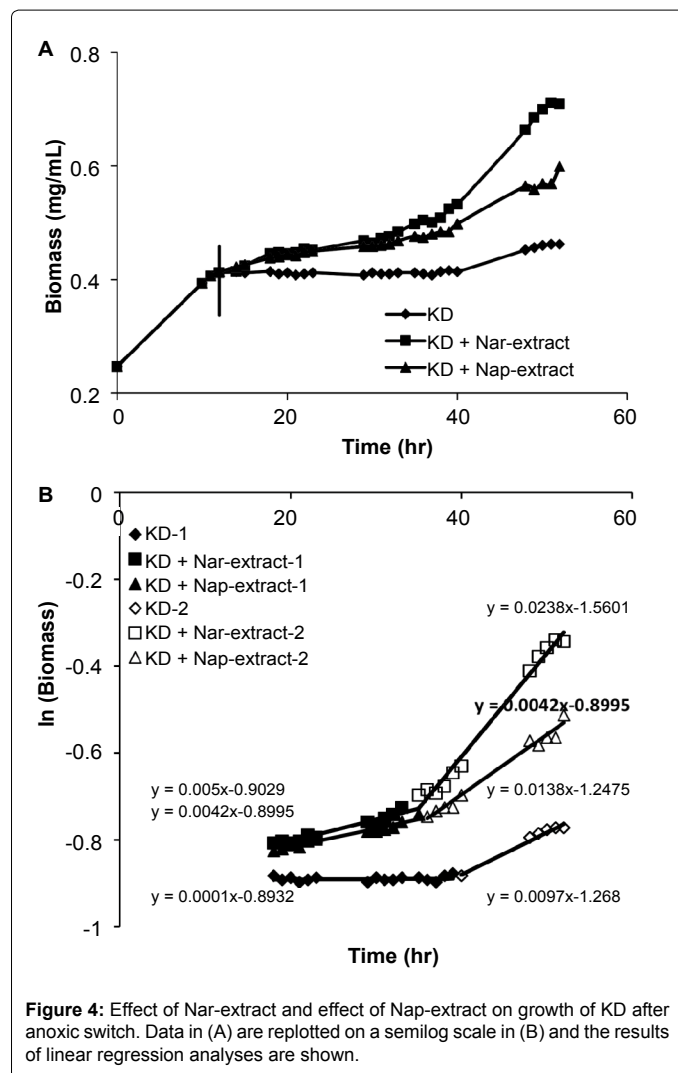 A
0.8
0.6
0.4
0.2
Biomass (mg/mL)
KD
KD + Nar-extract
KD + Nap-extract
0
20
40
60
Time (hr)
B
0
-0.2
-0.4
-0.6
-0.8
-1
ln (Biomass)
0
20
40
60
KD-1
KD + Nar-extract-1
KD + Nap-extract-1
KD-2
KD + Nar-extract-2
KD + Nap-extract-2
y = 0.0238x-1.5601
y = 0.0042x-0.8995
y = 0.005x-0.9029
y = 0.0042x-0.8995
y = 0.0138x-1.2475
y = 0.0001x-0.8932
y = 0.0097x-1.268
Time (hr)
Figure 4: Effect of Nar-extract and effect of Nap-extract on growth of KD after
anoxic switch. Data in (A) are replotted on a semilog scale in (B) and the results
of linear regression analyses are shown.